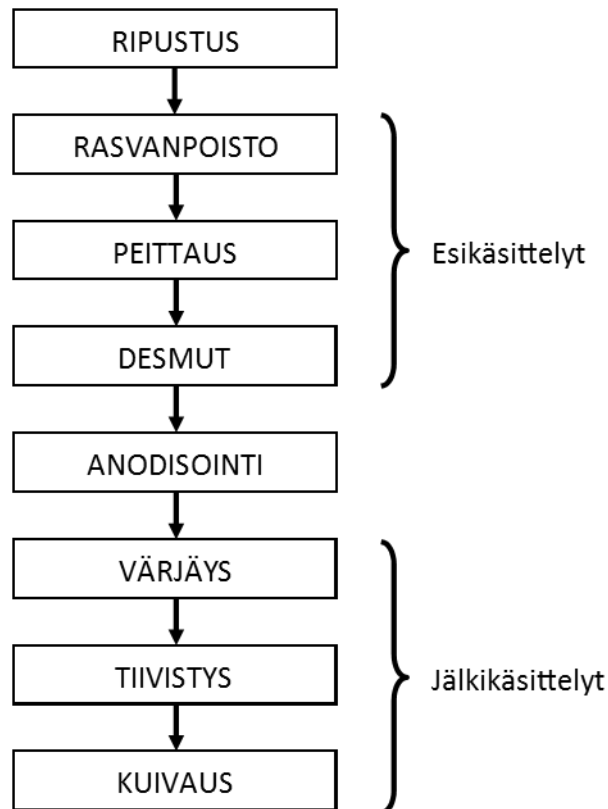 RIPUSTUS
RASVANPOISTO
PEITTAUS
Esikäsittelyt
DESMUT
ANODISOINTI
VÄRJÄYS
TIIVISTYS
Jälkikäsittelyt
KUIVAUS